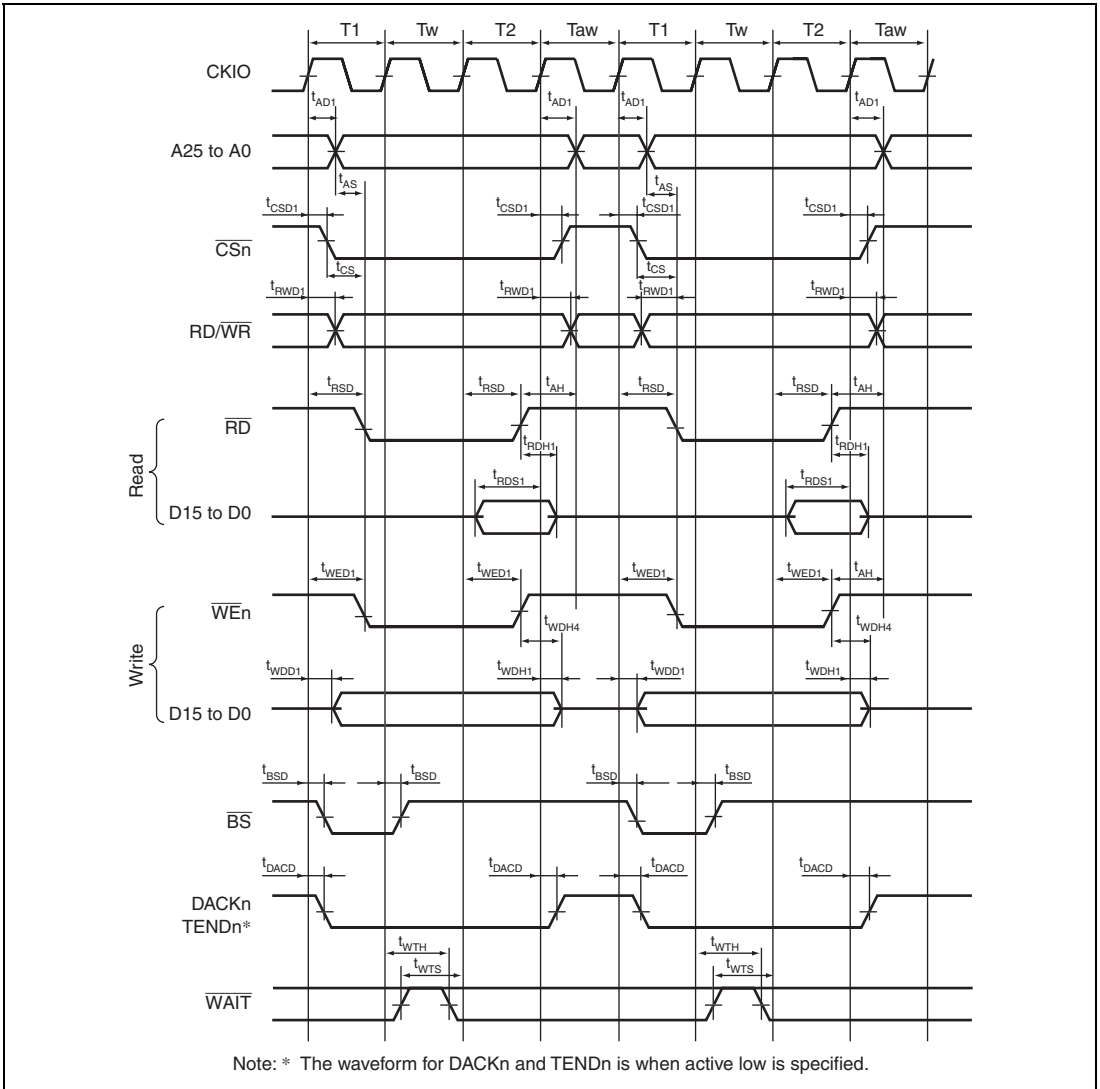 T1 Tw T2 Taw T1 Tw T2 Taw
CKIO
tAD1 tAD1 tAD1 tAD1
A25 to A0
tAS tAS
tCSD1 tCSD1 tCSD1 tCSD1
CSn
tCS tCS
tRWD1 tRWD1 tRWD1 tRWD1
RD/WR
tRSD tRSD tAH tRSD tRSD tAH
RD
tRDH1 tRDH1
Read
tRDS1 tRDS1
D15 to D0
tWED1 tWED1 tAH tWED1 tWED1 tAH
WEn
tWDH4 tWDH4
Write
tWDD1 tWDH1 tWDD1 tWDH1
D15 to D0
tBSD tBSD tBSD tBSD
BS
tDACD tDACD tDACD tDACD
DACKn
TENDn*
tWTH tWTH
tWTS tWTS
WAIT
Note: * The waveform for DACKn and TENDn is when active low is specified.